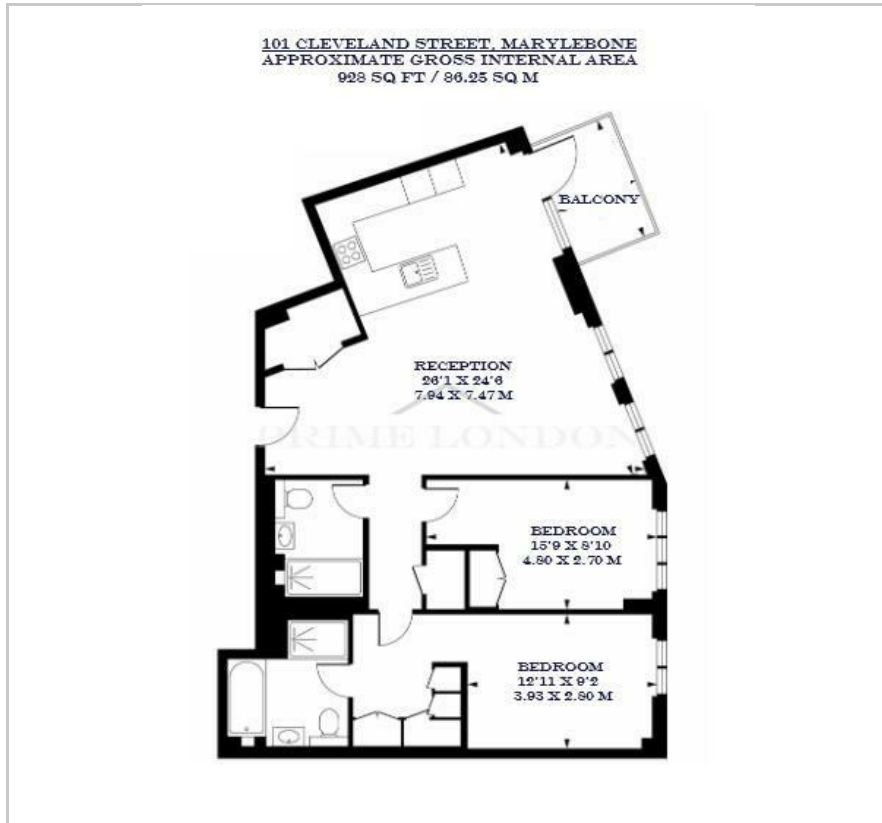 101 CLEVELAND STREET, MARYLEBONE
APPROXIMATE GROSS INTERNAL AREA
928 SQ FT / 86.25 SQ M
BALCONY
RECEPTION
26'1 X 24'6
7.94 X 7.47 M
PRIME LONDON
BEDROOM
15'9 X 8'10
4.80 X 2.70 M
BEDROOM
12'11 X 9'2
3.93 X 2.80 M